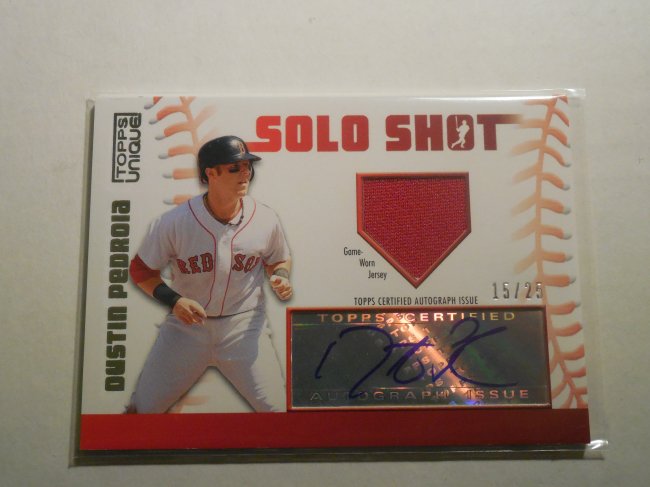 TOPPS
UNIQUE
SOLO SHOT
DUSTIN PEDROIA
RED SOX
Game-
Worn
Jersey
TOPPS CERTIFIED AUTOGRAPH ISSUE
15/25
TOPPS CERTIFIED
AUTOGRAPH ISSUE